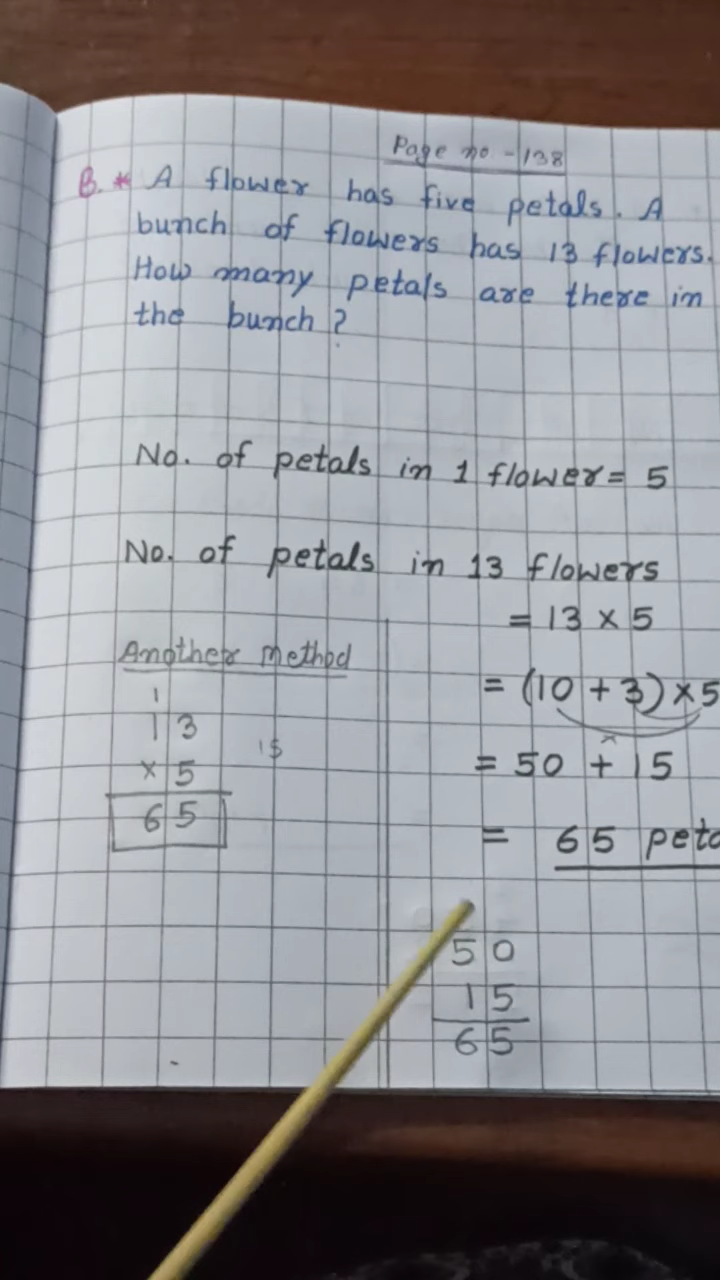 Page no - 138
B. * A flower has five petals. A
bunch of flowers has 13 flowers.
How many petals are there in
the bunch ?
No. of petals in 1 flower = 5
No. of petals in 13 flowers
= 13 × 5
= (10 + 3) × 5
= 50 + 15
= 65 peta
Another method
1
13
× 5
65
15
50
15
65